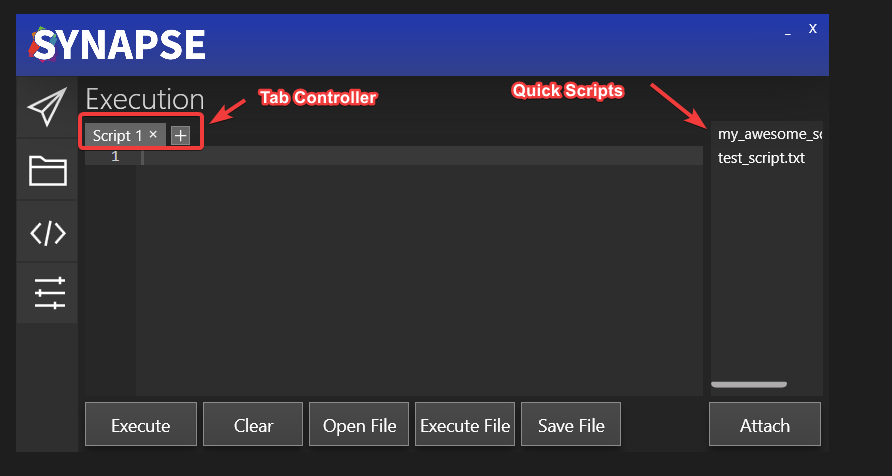 SYNAPSE
_ X
Execution
Tab Controller
Quick Scripts
Script 1 × +
my_awesome_sc
1
test_script.txt
Execute Clear Open File Execute File Save File Attach